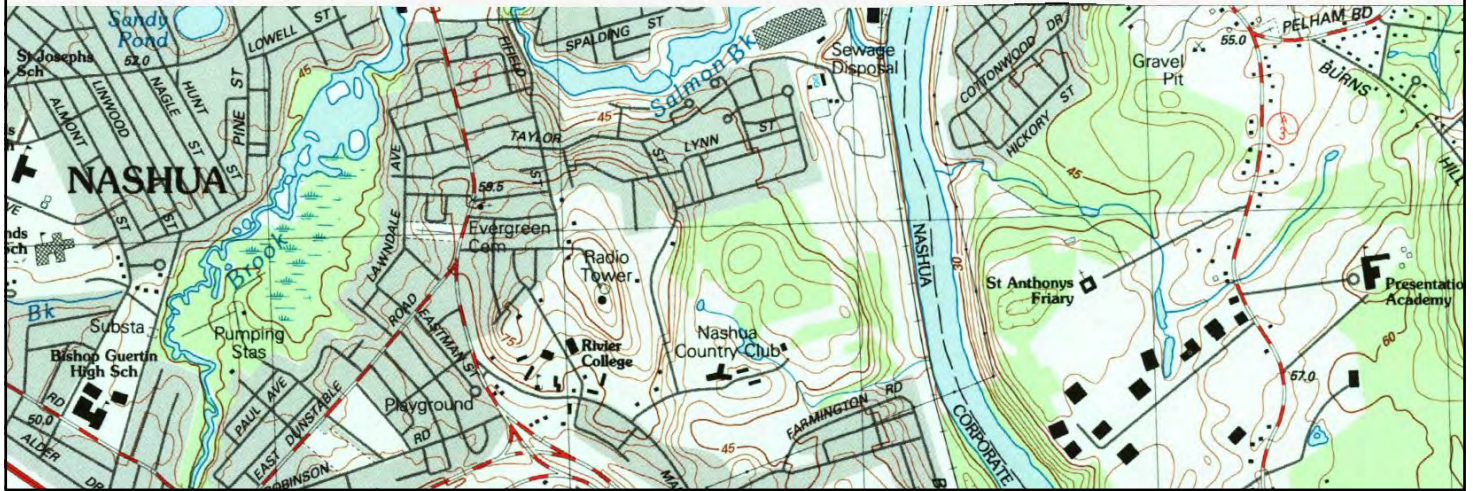 Sandy
Pond
52.0
LOWELL
ST
45
St Josephs
Sch
ALMONT
LINWOOD
NAGLE
HUNT
ST
ST
PINE
ST
ST
NASHUA
ST
ST
Brook
Bk
Substa
Pumping
Stas
Bishop Guertin
High Sch
50.0
RD
ALDER
DR
PAUL AVE
EAST DUNSTABLE
ROAD
LAWNDALE
AVE
EASTMAN ST
Playground
RD
FIFIELD
SPALDING
ST
Salmon Bk
45
TAYLOR
ST
LYNN
ST
ST
59.5
Evergreen
Cem
Radio
Tower
75
Rivier
College
Nashua
Country Club
45
FARMINGTON
RD
Sewage
Disposal
NASHUA
CORPORATE
30
COTTONWOOD
DR
HICKORY
ST
45
Gravel
Pit
55.0
PELHAM RD
BURNS
HILL
3
St Anthonys
Friary
Presentatio
Academy
60
57.0